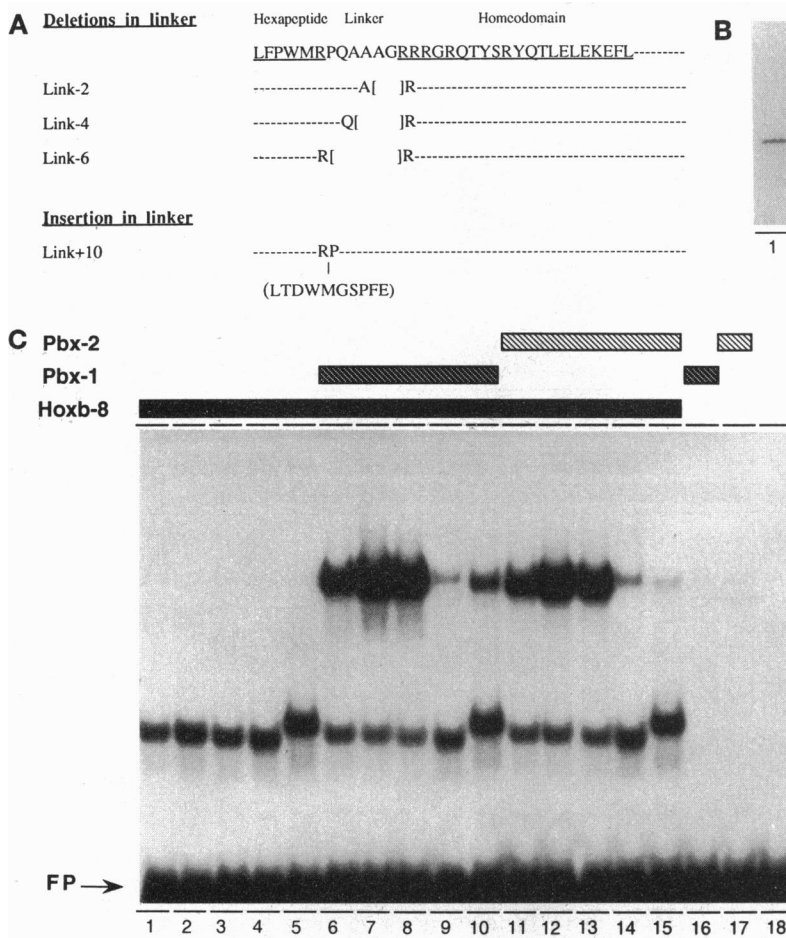 A
Deletions in linker
Hexapeptide Linker Homeodomain
LFPWMRPQAAAGRRRGRQTYSRYQTLELEKEFL---------
Link-2 ------------------A[ ]R-----------------------------------------------
Link-4 ---------------Q[ ]R-----------------------------------------------
Link-6 -----------R[ ]R-----------------------------------------------
Insertion in linker
Link+10 -----------RP------------------------------------------------------------
(LTDWMGSPFE)
B
1
C
Pbx-2
Pbx-1
Hoxb-8
FP
1 2 3 4 5 6 7 8 9 10 11 12 13 14 15 16 17 18